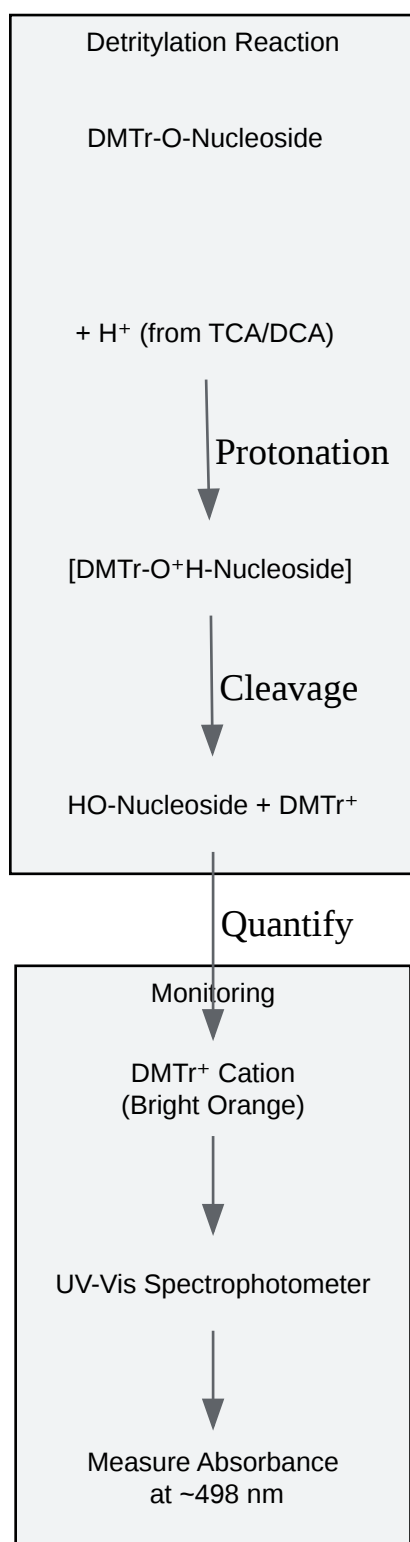 Detritylation Reaction
DMTr-O-Nucleoside
+ H⁺ (from TCA/DCA)
Protonation
[DMTr-O⁺H-Nucleoside]
Cleavage
HO-Nucleoside + DMTr⁺
Quantify
Monitoring
DMTr⁺ Cation
(Bright Orange)
UV-Vis Spectrophotometer
Measure Absorbance
at ~498 nm